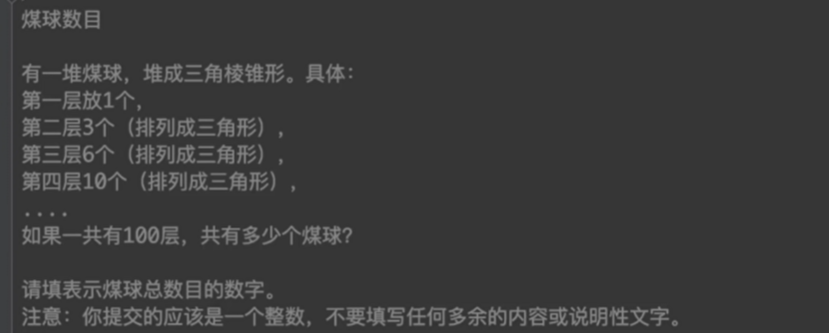 煤球数目
有一堆煤球，堆成三角棱锥形。具体：
第一层放1个，
第二层3个（排列成三角形），
第三层6个（排列成三角形），
第四层10个（排列成三角形），
....
如果一共有100层，共有多少个煤球？
请填表示煤球总数目的数字。
注意：你提交的应该是一个整数，不要填写任何多余的内容或说明性文字。